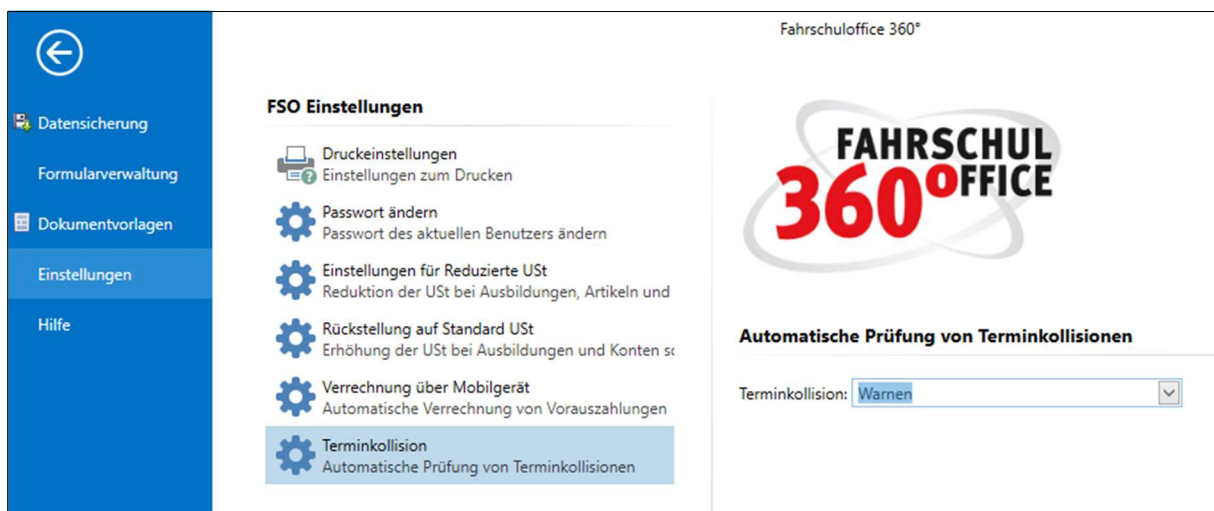 Fahrschuloffice 360°
Datensicherung
Formularverwaltung
Dokumentvorlagen
Einstellungen
Hilfe
FSO Einstellungen
Druckeinstellungen
Einstellungen zum Drucken
Passwort ändern
Passwort des aktuellen Benutzers ändern
Einstellungen für Reduzierte USt
Reduktion der USt bei Ausbildungen, Artikeln und
Rückstellung auf Standard USt
Erhöhung der USt bei Ausbildungen und Konten so
Verrechnung über Mobilgerät
Automatische Verrechnung von Vorauszahlungen
Terminkollision
Automatische Prüfung von Terminkollisionen
FAHRSCHUL
360°OFFICE
Automatische Prüfung von Terminkollisionen
Terminkollision: Warnen